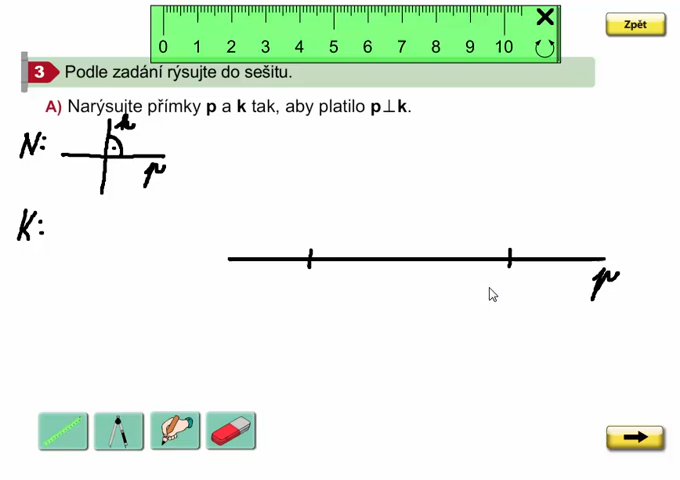 0 1 2 3 4 5 6 7 8 9 10
Zpět
3 Podle zadání rýsujte do sešitu.
A) Narýsujte přímky p a k tak, aby platilo p⊥k.
N:
k
p
K:
p